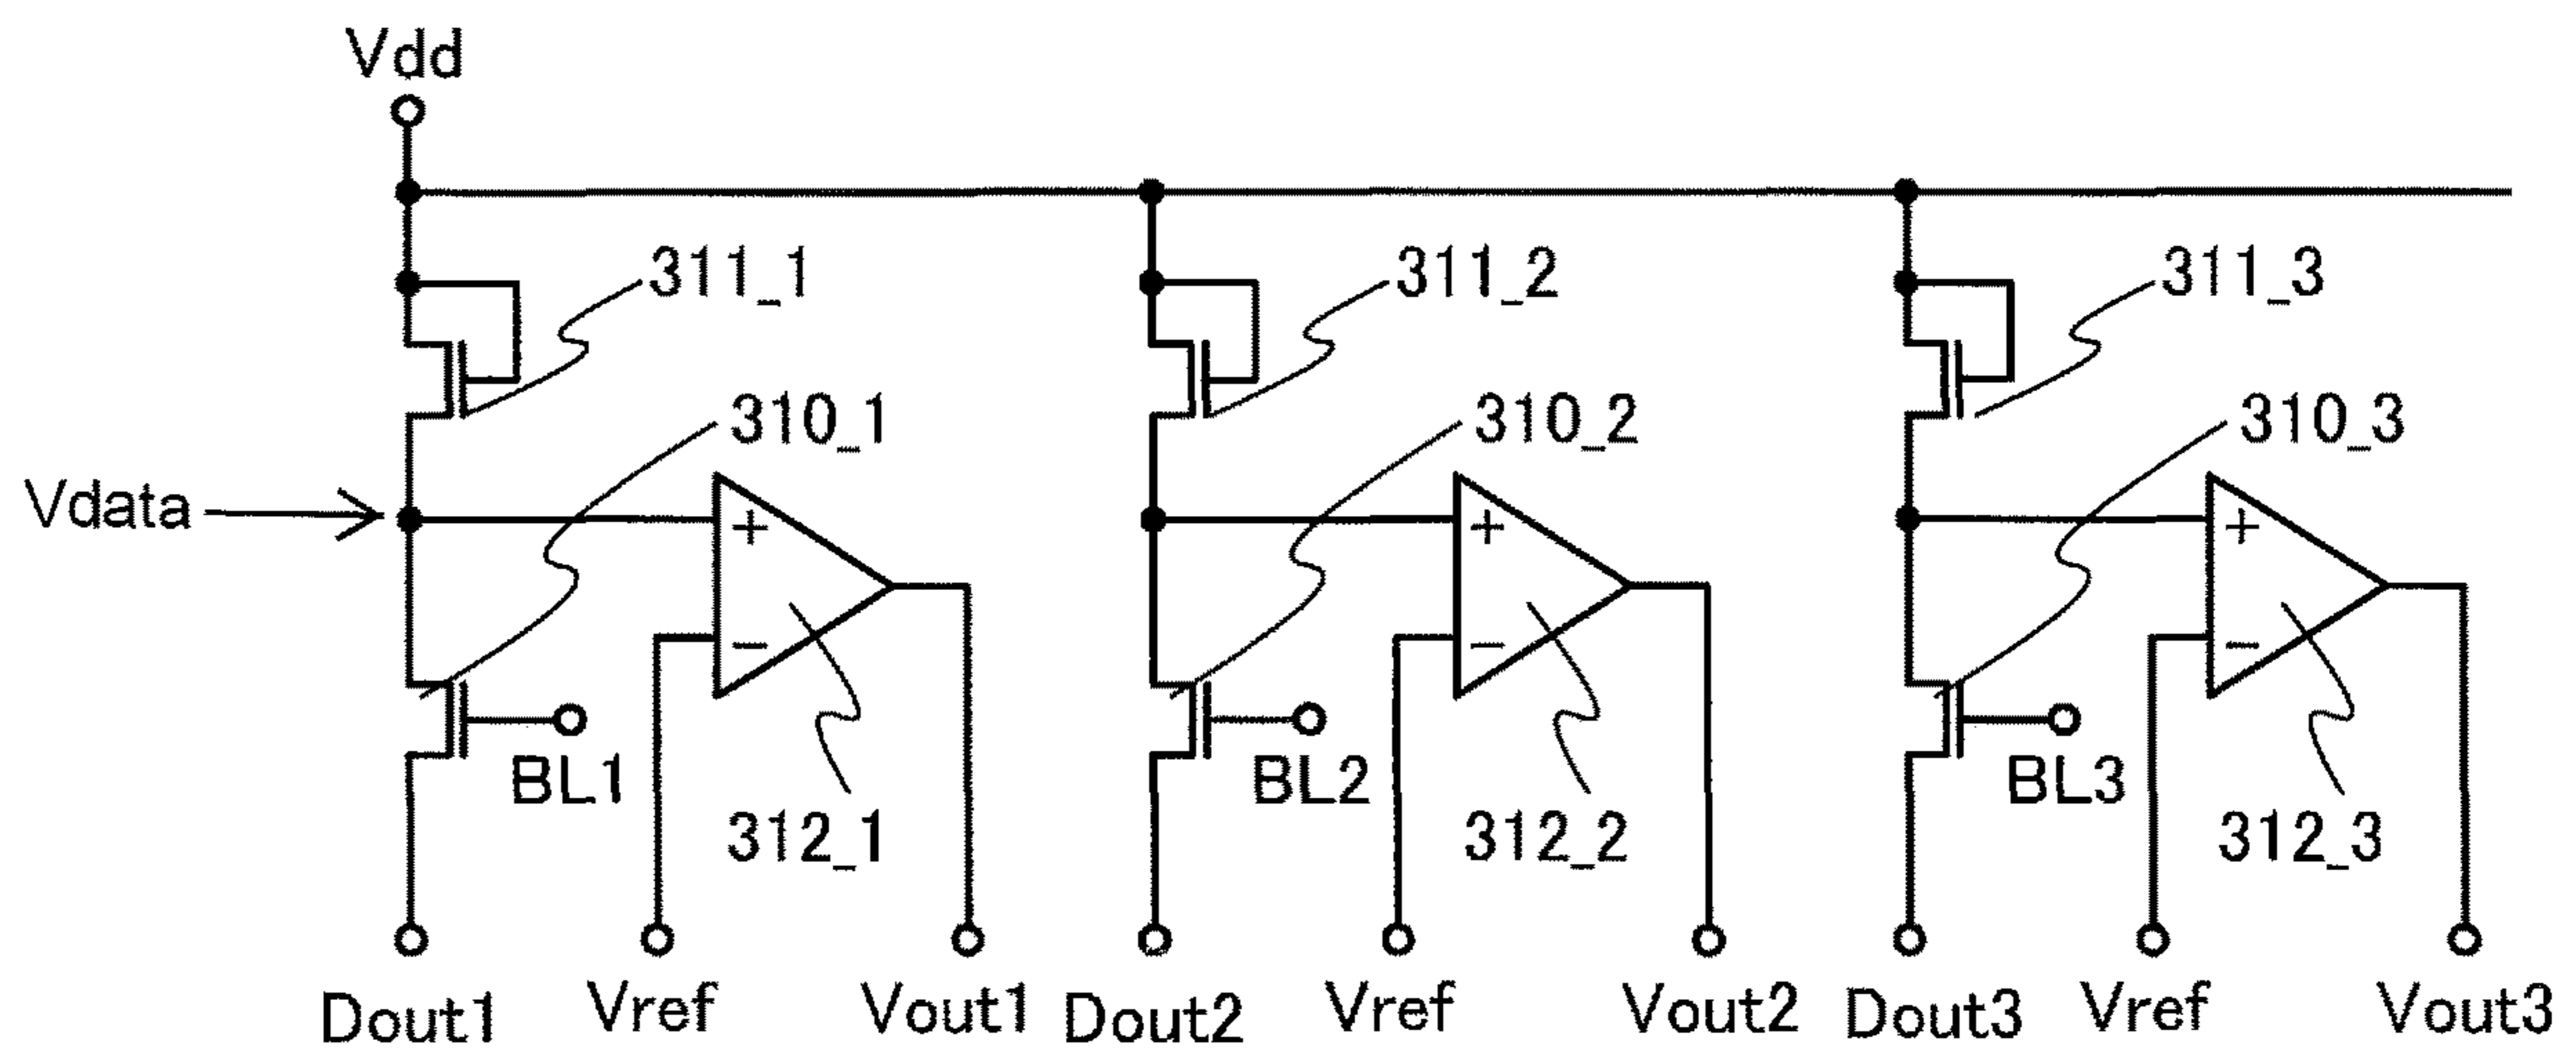 Vdd
311_1
311_2
311_3
310_1
310_2
310_3
Vdata
+
+
+
−
−
−
BL1
BL2
BL3
312_1
312_2
312_3
Dout1
Vref
Vout1
Dout2
Vref
Vout2
Dout3
Vref
Vout3